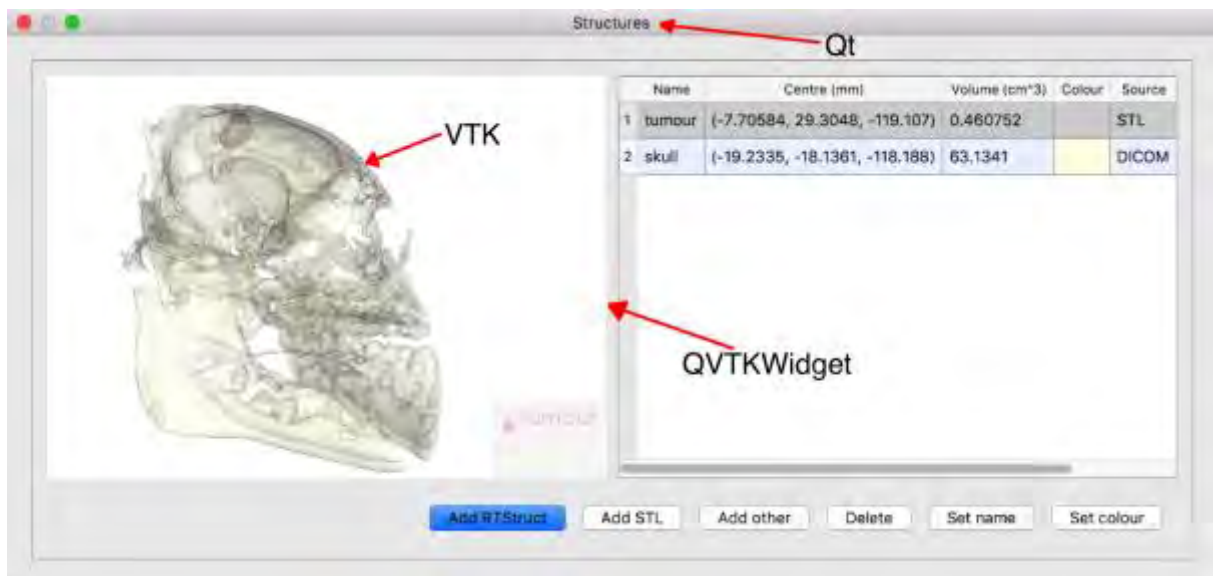 Structures
Qt
Name Centre (mm) Volume (cm^3) Colour Source
1 tumour (-7.70584, 29.3048, -119.107) 0.460752 STL
2 skull (-19.2335, -18.1361, -118.188) 63.1341 DICOM
VTK
QVTKWidget
tumour
Add RTStruct Add STL Add other Delete Set name Set colour